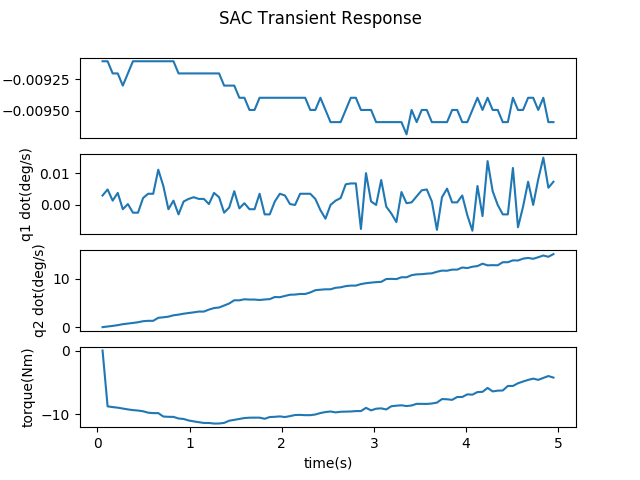 SAC Transient Response
−0.00925
−0.00950
q1 dot(deg/s)
0.01
0.00
q2 dot(deg/s)
10
0
torque(Nm)
0
−10
0 1 2 3 4 5
time(s)